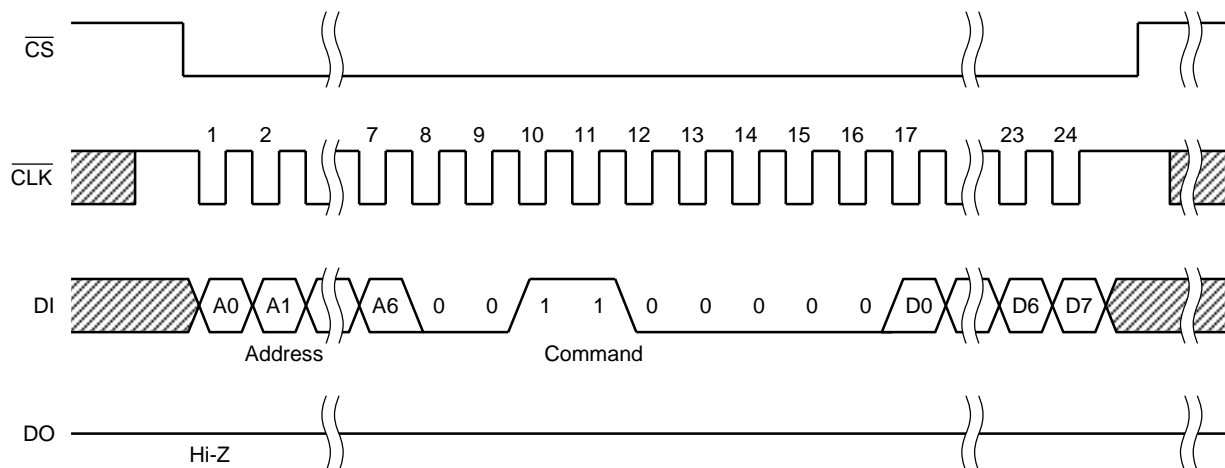 CS
1 2 7 8 9 10 11 12 13 14 15 16 17 23 24
CLK
DI A0 A1 A6 0 0 1 1 0 0 0 0 0 D0 D6 D7
Address Command
DO
Hi-Z